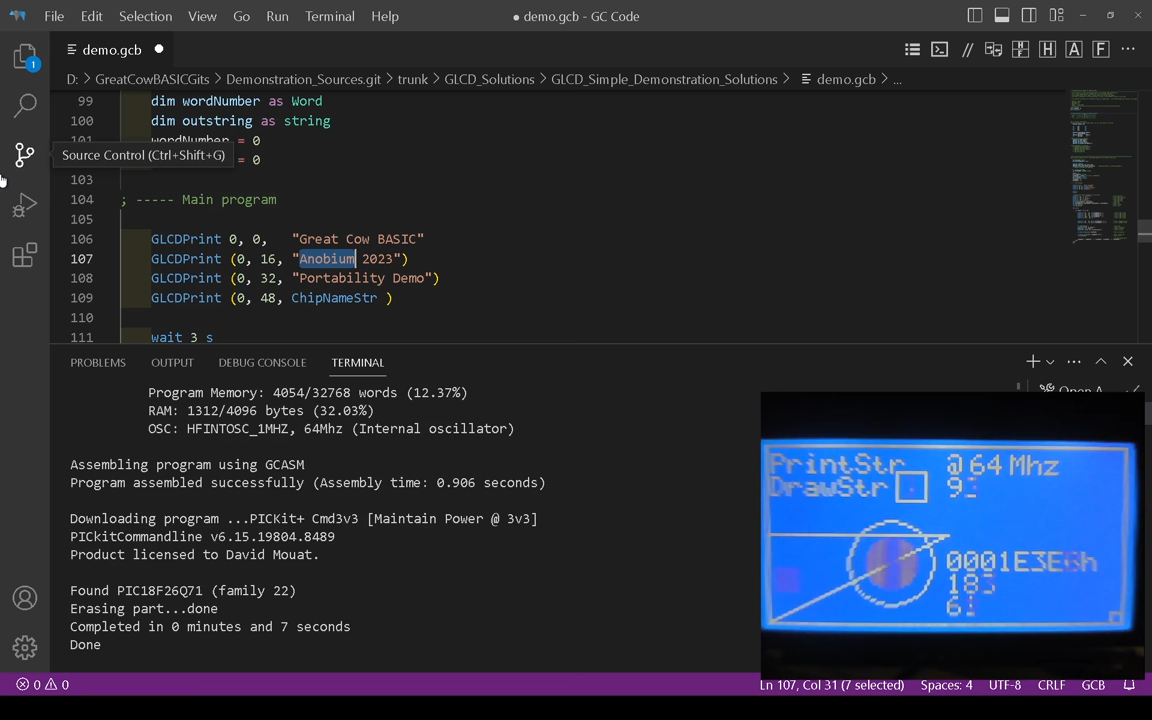 File Edit Selection View Go Run Terminal Help
● demo.gcb - GC Code
demo.gcb ●
1
D: > GreatCowBASICGits > Demonstration_Sources.git > trunk > GLCD_Solutions > GLCD_Simple_Demonstration_Solutions > demo.gcb > ...
99 dim wordNumber as Word
100 dim outstring as string
101 wordNumber = 0
Source Control (Ctrl+Shift+G)
= 0
103
104 ; ----- Main program
105
106 GLCDPrint 0, 0, "Great Cow BASIC"
107 GLCDPrint (0, 16, "Anobium 2023")
108 GLCDPrint (0, 32, "Portability Demo")
109 GLCDPrint (0, 48, ChipNameStr )
110
111 wait 3 s
PROBLEMS OUTPUT DEBUG CONSOLE TERMINAL
Program Memory: 4054/32768 words (12.37%)
RAM: 1312/4096 bytes (32.03%)
OSC: HFINTOSC_1MHZ, 64Mhz (Internal oscillator)
Assembling program using GCASM
Program assembled successfully (Assembly time: 0.906 seconds)
Downloading program ...PICKit+ Cmd3v3 [Maintain Power @ 3v3]
PICkitCommandline v6.15.19804.8489
Product licensed to David Mouat.
Found PIC18F26Q71 (family 22)
Erasing part...done
Completed in 0 minutes and 7 seconds
Done
PrintStr @ 64 Mhz
DrawStr
0 0 Ln 107, Col 31 (7 selected) Spaces: 4 UTF-8 CRLF GCB